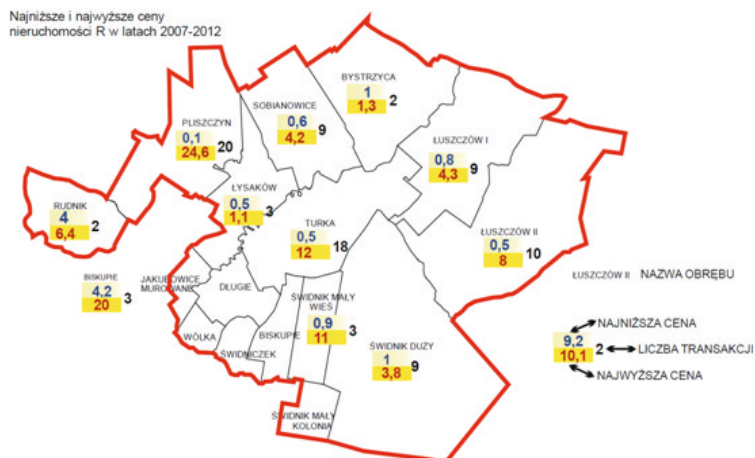 Najniższe i najwyższe ceny
nieruchomości R w latach 2007-2012
BYSTRZYCA
1
1,3
2
SOBIANOWICE
0,6
4,2
9
PLISZCZYN
0,1
24,6
20
ŁUSZCZÓW I
0,8
4,3
9
RUDNIK
4
6,4
2
ŁYSAKÓW
0,5
1,1
3
TURKA
0,5
12
18
ŁUSZCZÓW II
0,5
8
10
BISKUPIE
4,2
20
3
JAKUBOWICE
MUROWANE
DŁUGIE
ŚWIDNIK MAŁY
WIEŚ
0,9
11
3
WÓLKA
ŚWIDNICZEK
BISKUPIE
ŚWIDNIK DUŻY
1
3,8
9
ŚWIDNIK MAŁY
KOLONIA
ŁUSZCZÓW II NAZWA OBRĘBU
NAJNIŻSZA CENA
9,2
10,1
2
LICZBA TRANSAKCJI
NAJWYŻSZA CENA